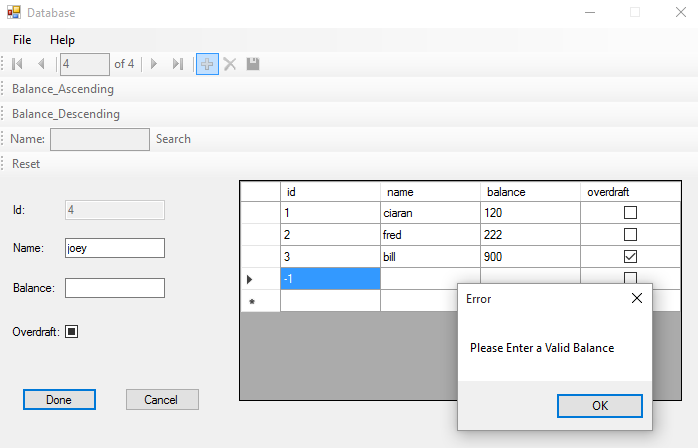 Database
File Help
4 of 4
Balance_Ascending
Balance_Descending
Name: Search
Reset
Id: 4
Name: joey
Balance:
Overdraft:
Done Cancel
id name balance overdraft
1 ciaran 120
2 fred 222
3 bill 900
-1
*
Error
Please Enter a Valid Balance
OK